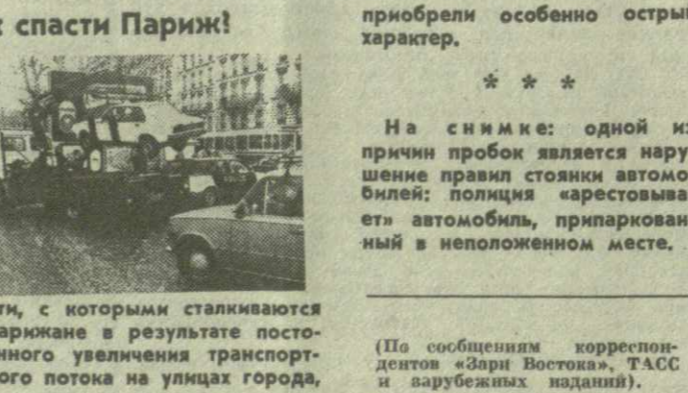 спасти Париж?
ти, с которыми сталкиваются
арижане в результате посто-
нного увеличения транспорт-
ого потока на улицах города,
приобрели особенно острый
характер.
* * *
На снимке: одной из
причин пробок является нару-
шение правил стоянки автомо-
билей: полиция «арестовыва-
ет» автомобиль, припаркован-
ный в неположенном месте.
(По сообщениям корреспон-
дентов «Зари Востока», ТАСС
и зарубежных изданий).